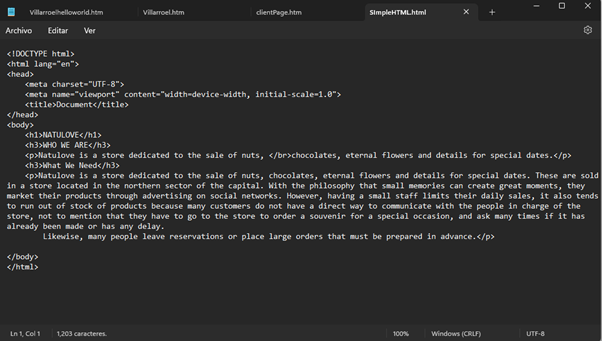 Villarroelhelloworld.htm
Villarroel.htm
clientPage.htm
SImpleHTML.html
Archivo
Editar
Ver
<!DOCTYPE html>
<html lang="en">
<head>
    <meta charset="UTF-8">
    <meta name="viewport" content="width=device-width, initial-scale=1.0">
    <title>Document</title>
</head>
<body>
    <h1>NATULOVE</h1>
    <h3>WHO WE ARE</h3>
    <p>Natulove is a store dedicated to the sale of nuts, </br>chocolates, eternal flowers and details for special dates.</p>
    <h3>What We Need</h3>
    <p>Natulove is a store dedicated to the sale of nuts, chocolates, eternal flowers and details for special dates. These are sold
in a store located in the northern sector of the capital. With the philosophy that small memories can create great moments, they
market their products through advertising on social networks. However, having a small staff limits their daily sales, it also tends
to run out of stock of products because many customers do not have a direct way to communicate with the people in charge of the
store, not to mention that they have to go to the store to order a souvenir for a special occasion, and ask many times if it has
already been made or has any delay.
        Likewise, many people leave reservations or place large orders that must be prepared in advance.</p>
</body>
</html>
Ln 1, Col 1
1,203 caracteres.
100%
Windows (CRLF)
UTF-8